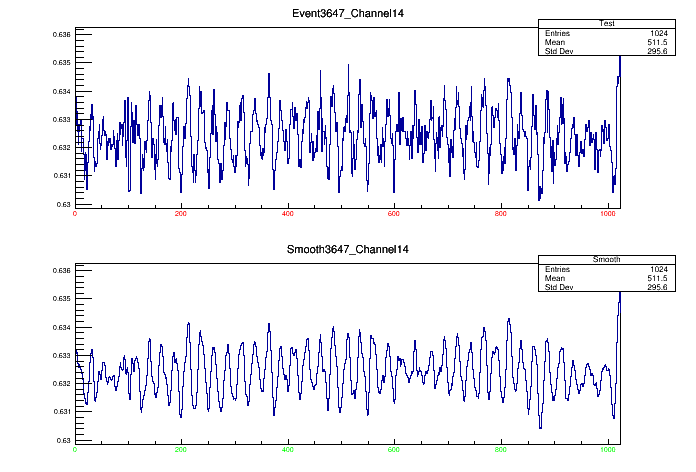 Event3647_Channel14
Test
Entries 1024
Mean 511.5
Std Dev 295.6
0.636
0.635
0.634
0.633
0.632
0.631
0.63
0 200 400 600 800 1000
Smooth3647_Channel14
Smooth
Entries 1024
Mean 511.5
Std Dev 295.6
0.636
0.635
0.634
0.633
0.632
0.631
0.63
0 200 400 600 800 1000